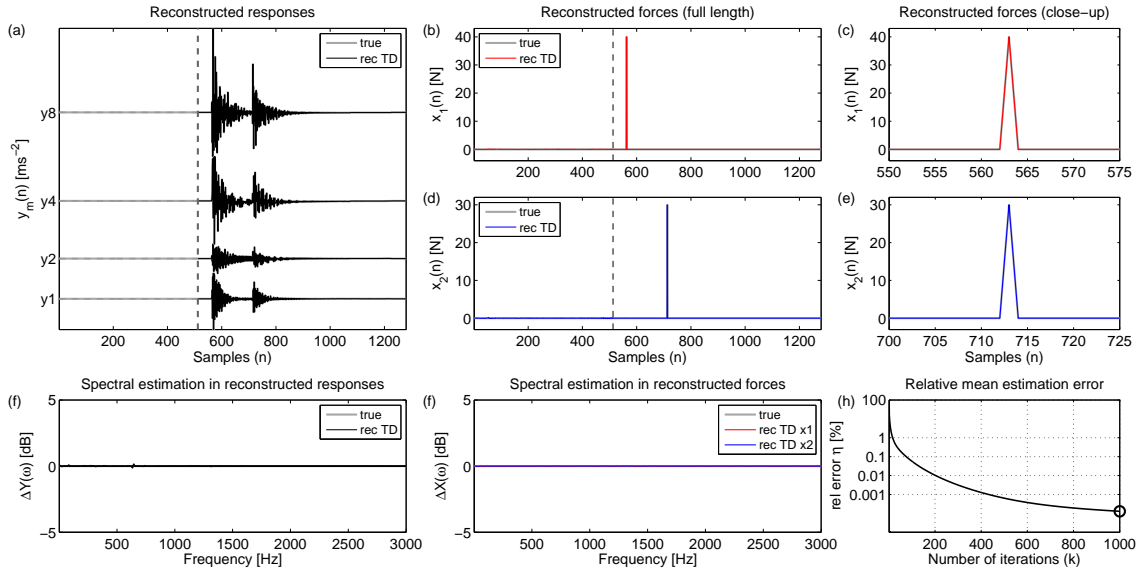 Reconstructed responses
(a)
true
rec TD
y8
y4
y2
y1
y_m(n) [ms⁻²]
200 400 600 800 1000 1200
Samples (n)
Reconstructed forces (full length)
(b)
true
rec TD
40
30
20
10
0
x₁(n) [N]
200 400 600 800 1000 1200
Reconstructed forces (close−up)
(c)
40
30
20
10
0
x₁(n) [N]
550 555 560 565 570 575
(d)
true
rec TD
30
20
10
0
x₂(n) [N]
200 400 600 800 1000 1200
Samples (n)
(e)
30
20
10
0
x₂(n) [N]
700 705 710 715 720 725
Samples (n)
Spectral estimation in reconstructed responses
(f)
true
rec TD
5
0
−5
ΔY(ω) [dB]
500 1000 1500 2000 2500 3000
Frequency [Hz]
Spectral estimation in reconstructed forces
(f)
true
rec TD x1
rec TD x2
5
0
−5
ΔX(ω) [dB]
500 1000 1500 2000 2500 3000
Frequency [Hz]
Relative mean estimation error
(h)
100
1
0.1
0.01
0.001
rel error η [%]
200 400 600 800 1000
Number of iterations (k)